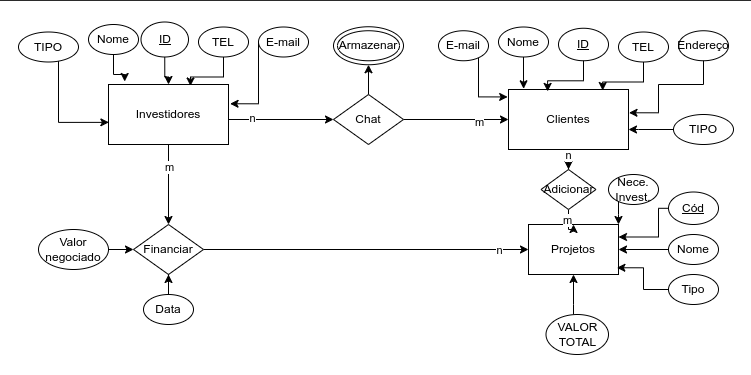 TIPO
Nome
ID
TEL
E-mail
Armazenar
E-mail
Nome
ID
TEL
Endereço
Investidores
n
Chat
m
Clientes
TIPO
m
n
Adicionar
Nece.
Invest.
m
Cód
Valor
negociado
Financiar
n
Projetos
Nome
Data
Tipo
VALOR
TOTAL